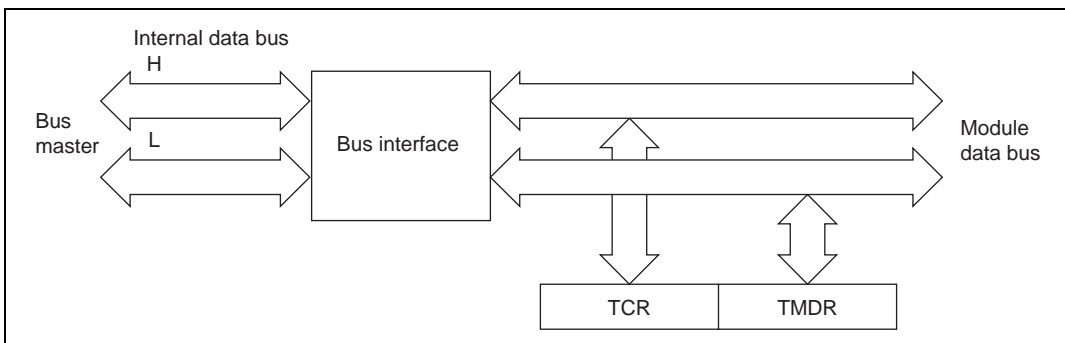 Internal data bus
H
Bus
master
L
Bus interface
Module
data bus
TCR
TMDR